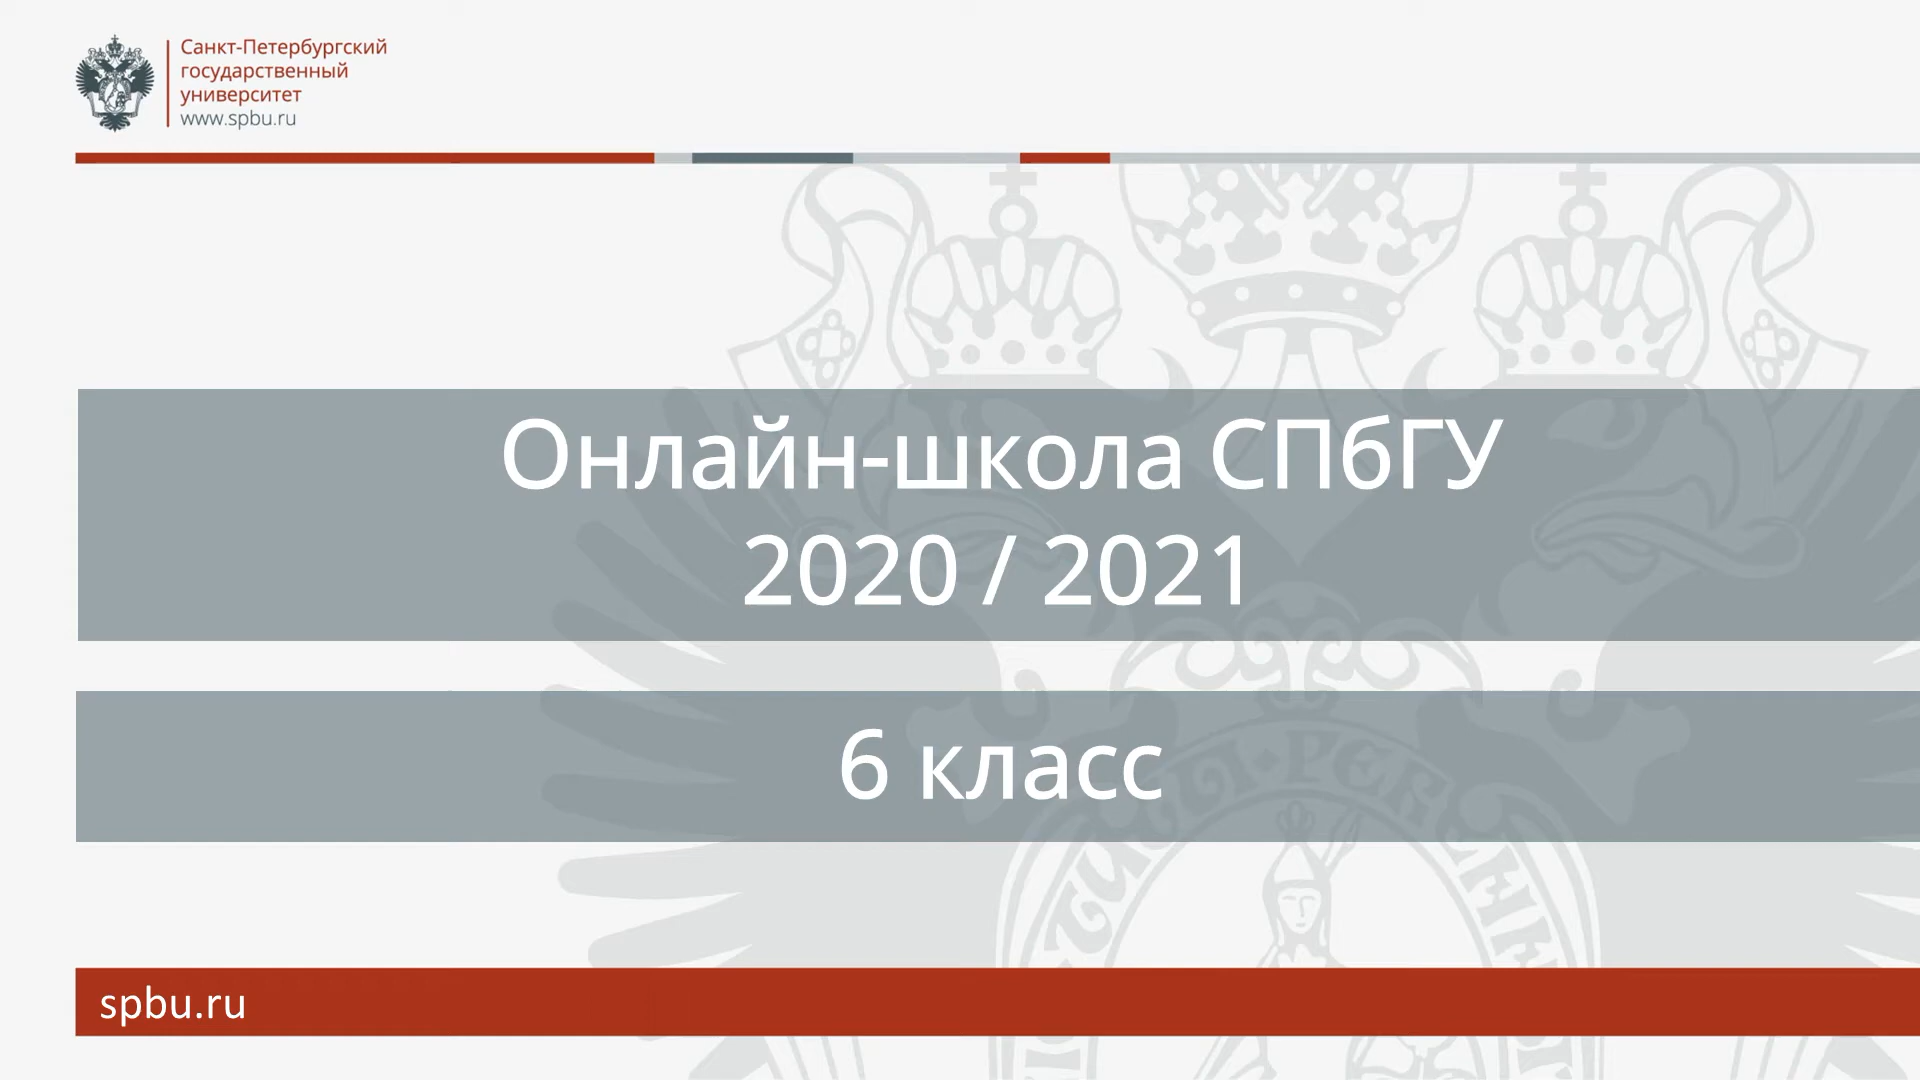 Санкт-Петербургский
государственный
университет
www.spbu.ru
Онлайн-школа СПбГУ
2020 / 2021
6 класс
spbu.ru